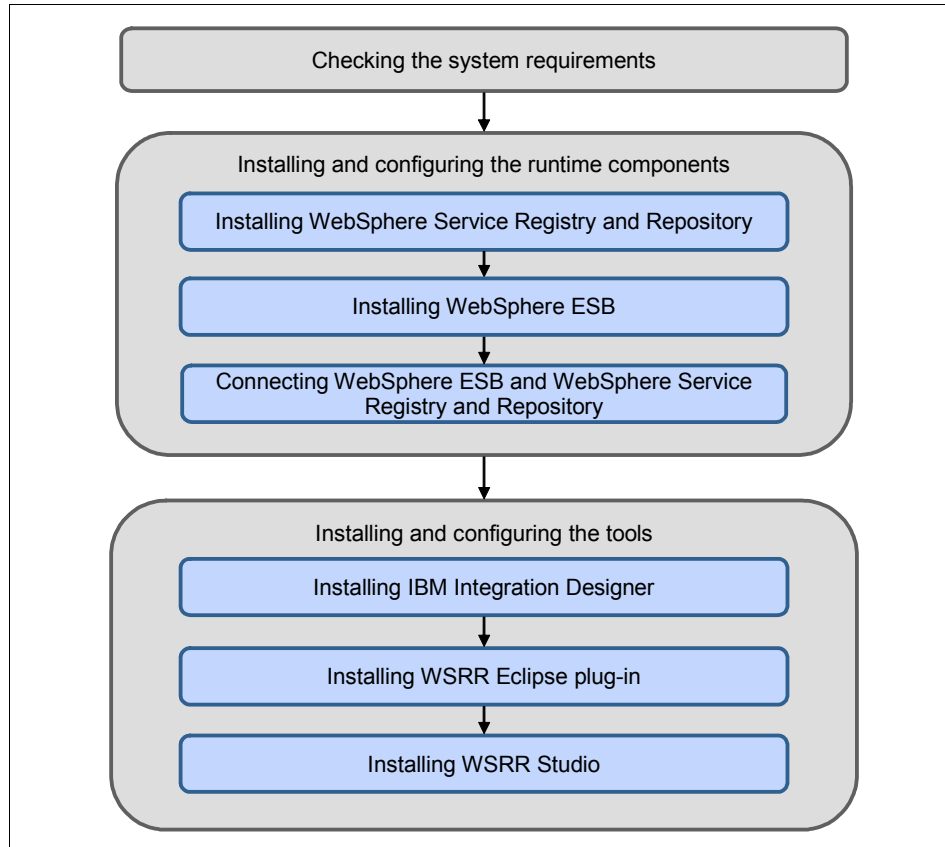 Checking the system requirements
Installing and configuring the runtime components
Installing WebSphere Service Registry and Repository
Installing WebSphere ESB
Connecting WebSphere ESB and WebSphere Service
Registry and Repository
Installing and configuring the tools
Installing IBM Integration Designer
Installing WSRR Eclipse plug-in
Installing WSRR Studio